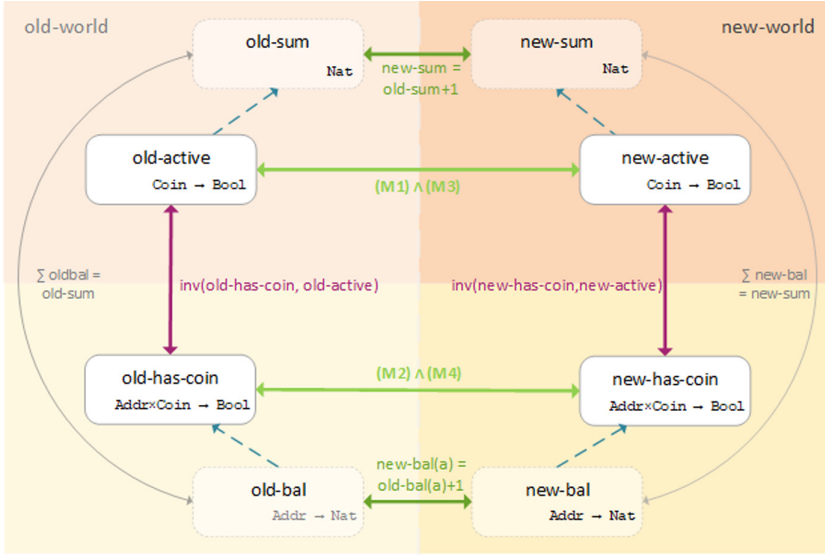 old-world
new-world
old-sum
Nat
new-sum =
old-sum+1
new-sum
Nat
old-active
Coin → Bool
(M1) ∧ (M3)
new-active
Coin → Bool
∑ oldbal =
old-sum
inv(old-has-coin, old-active)
inv(new-has-coin,new-active)
∑ new-bal
= new-sum
old-has-coin
Addr×Coin → Bool
(M2) ∧ (M4)
new-has-coin
Addr×Coin → Bool
old-bal
Addr → Nat
new-bal(a) =
old-bal(a)+1
new-bal
Addr → Nat